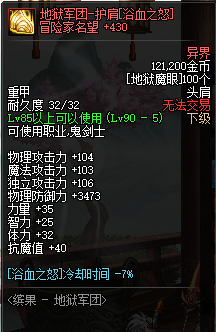 地狱军团-护肩[浴血之怒]
冒险家名望 +430
异界
121,200金币
[地狱魔眼]100个
重甲 头肩
耐久度 32/32 无法交易
Lv85以上可以使用 (Lv90 - 5) 下级
可使用职业,鬼剑士
物理攻击力 +104
魔法攻击力 +103
独立攻击力 +106
物理防御力 +3473
力量 +35
智力 +25
体力 +32
抗魔值 +40
[浴血之怒]冷却时间 -7%
<缤果 - 地狱军团>